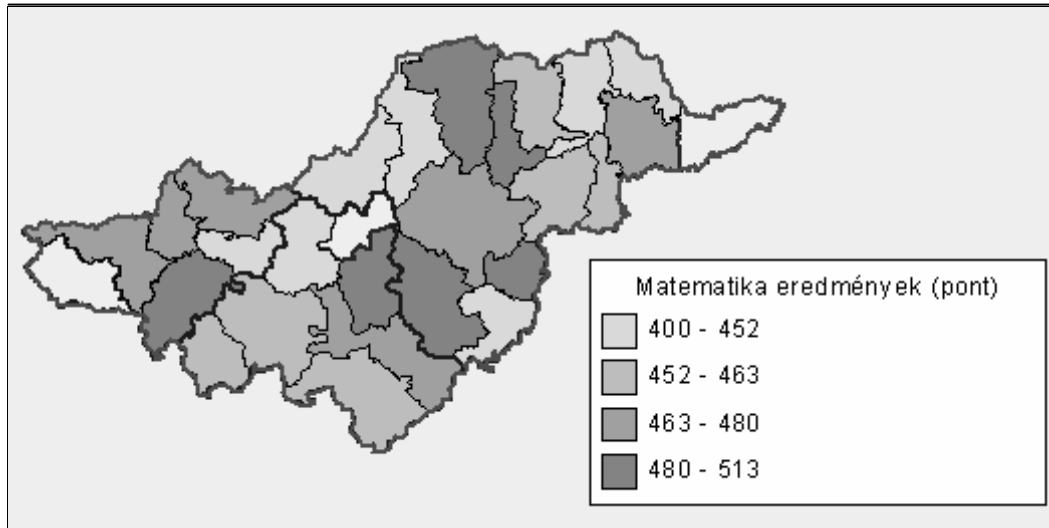 Matematika eredmények (pont)
400 - 452
452 - 463
463 - 480
480 - 513